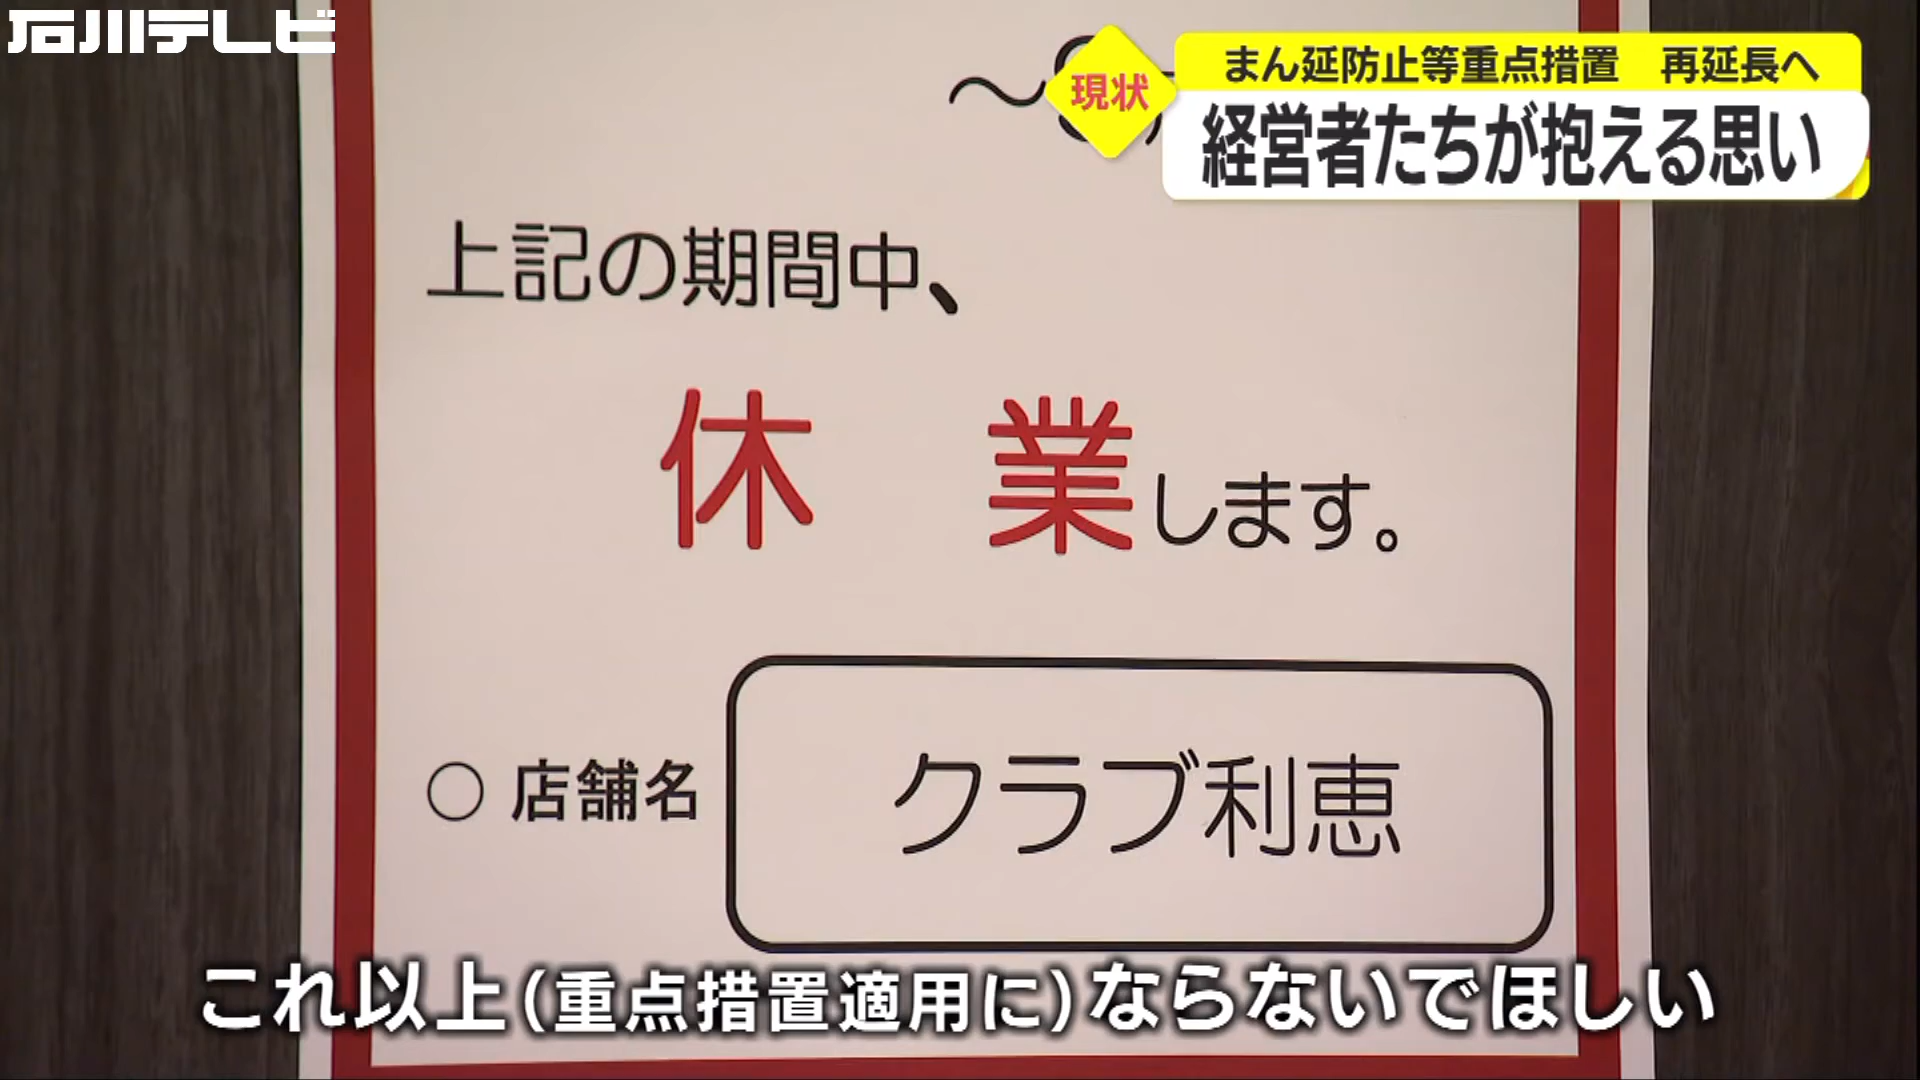 石川テレビ
まん延防止等重点措置　再延長へ
現状
経営者たちが抱える思い
上記の期間中、
休　業します。
○ 店舗名
クラブ利恵
これ以上(重点措置適用に)ならないでほしい